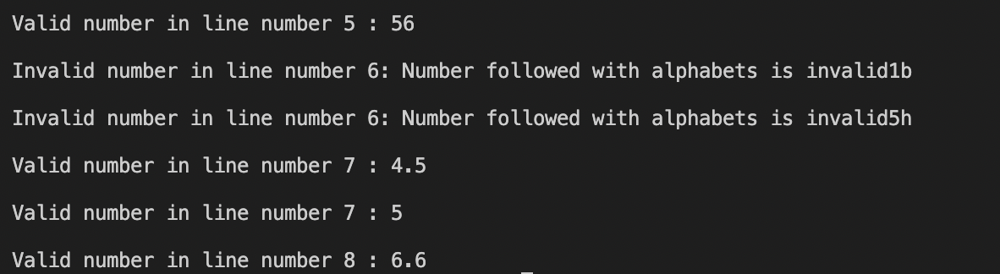 Valid number in line number 5 : 56
Invalid number in line number 6: Number followed with alphabets is invalid1b
Invalid number in line number 6: Number followed with alphabets is invalid5h
Valid number in line number 7 : 4.5
Valid number in line number 7 : 5
Valid number in line number 8 : 6.6